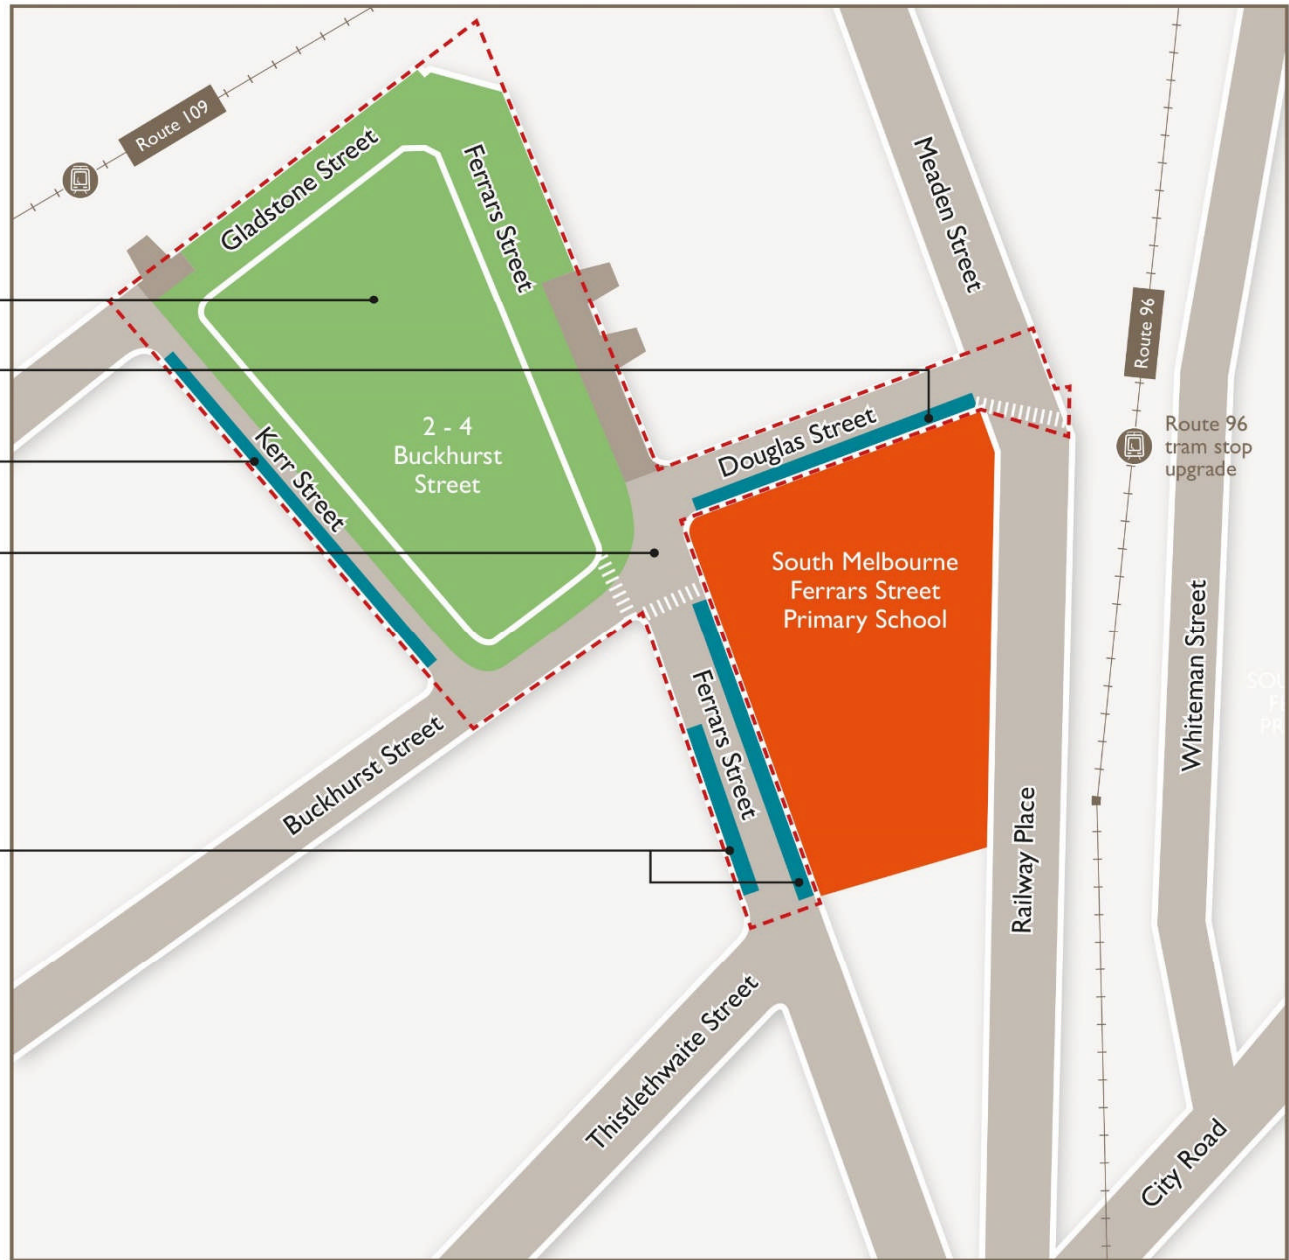 Route 109
Gladstone Street
Ferrars Street
Meaden Street
Route 96
Route 96
tram stop
upgrade
2 - 4
Buckhurst
Street
Kerr Street
Douglas Street
South Melbourne
Ferrars Street
Primary School
Ferrars Street
Whiteman Street
Buckhurst Street
Railway Place
Thistlethwaite Street
City Road